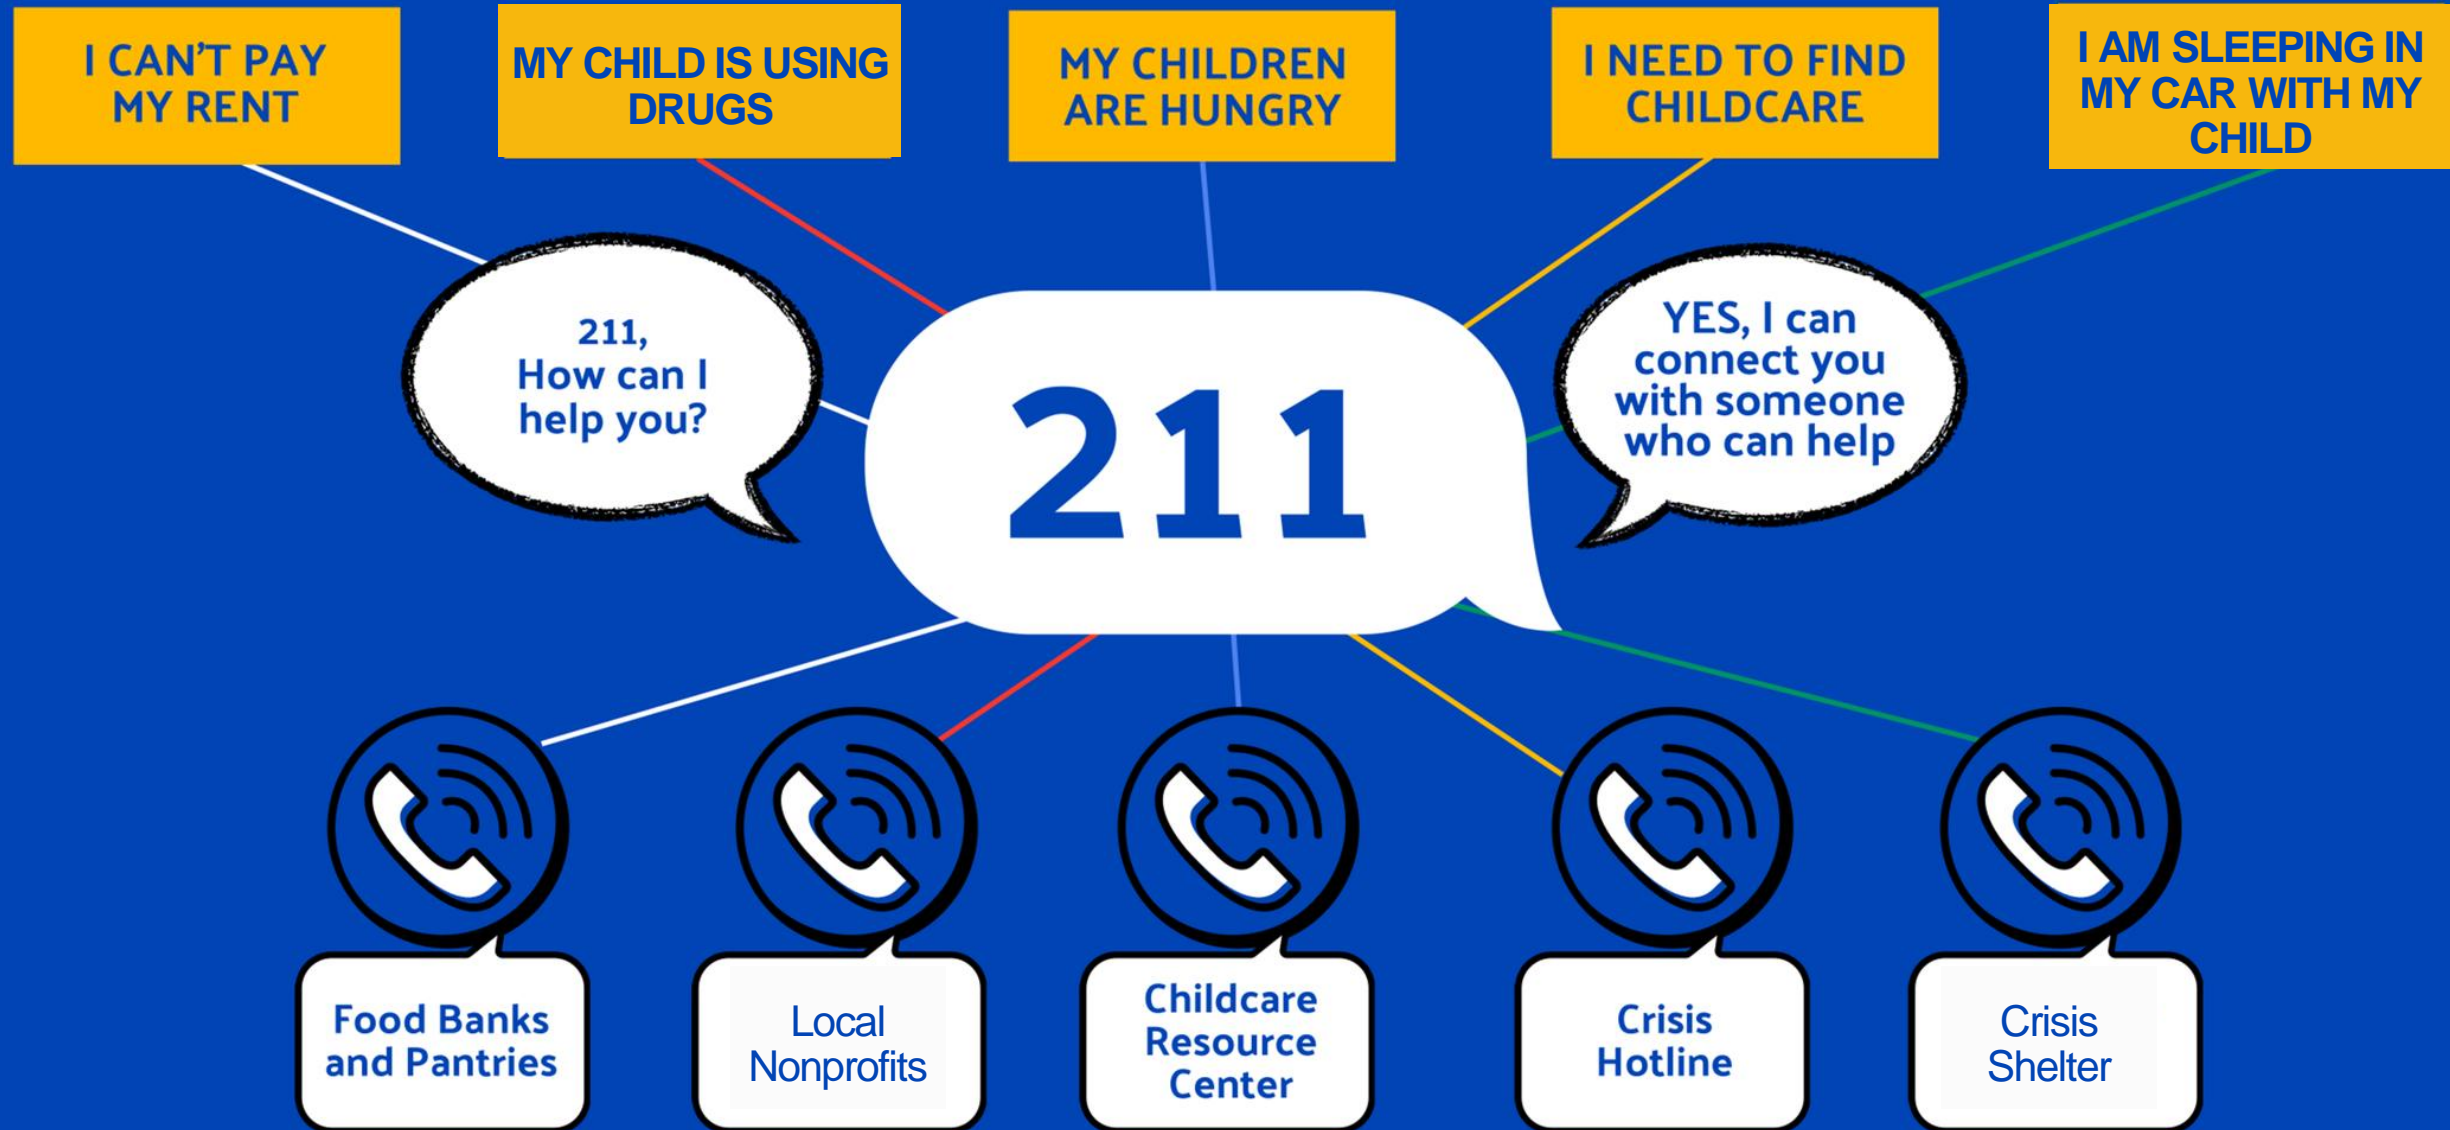 I CAN'T PAY
MY RENT
MY CHILD IS USING
DRUGS
MY CHILDREN
ARE HUNGRY
I NEED TO FIND
CHILDCARE
I AM SLEEPING IN
MY CAR WITH MY
CHILD
211,
How can I
help you?
211
YES, I can
connect you
with someone
who can help
Food Banks
and Pantries
Local
Nonprofits
Childcare
Resource
Center
Crisis
Hotline
Crisis
Shelter